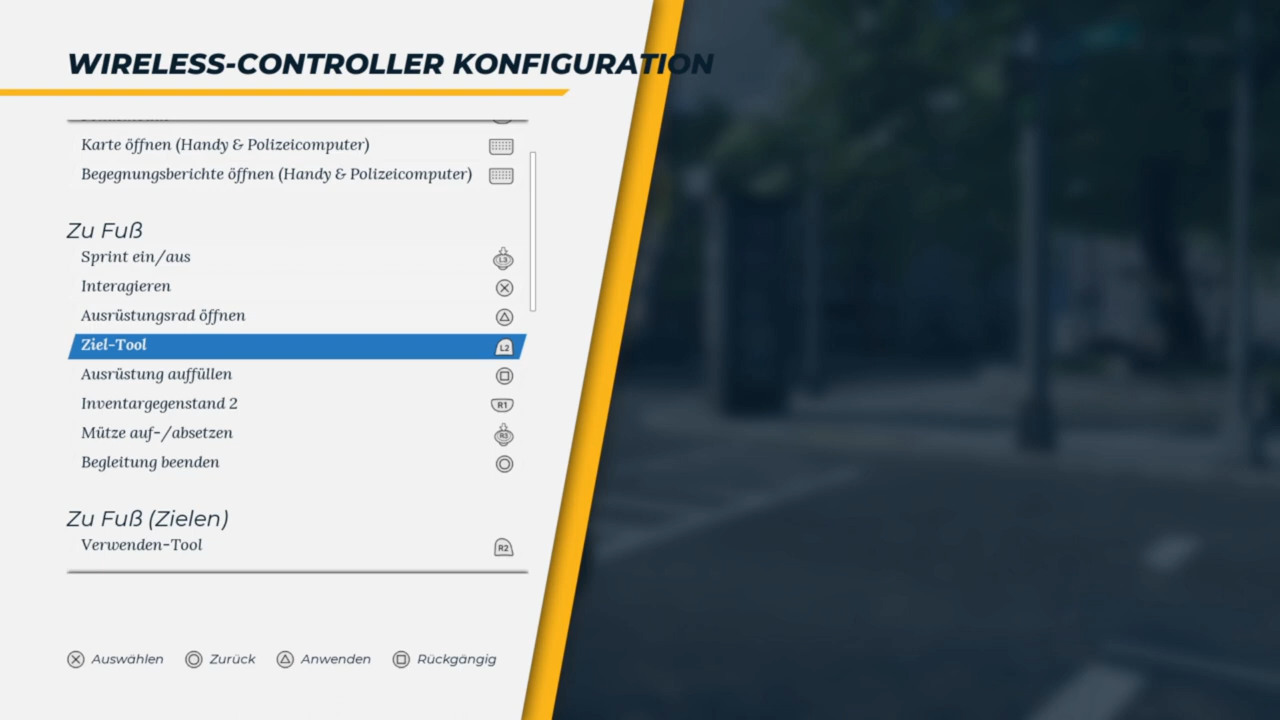 WIRELESS-CONTROLLER KONFIGURATION
Karte öffnen (Handy & Polizeicomputer)
Begegnungsberichte öffnen (Handy & Polizeicomputer)
Zu Fuß
Sprint ein/aus L3
Interagieren
Ausrüstungsrad öffnen
Ziel-Tool L2
Ausrüstung auffüllen
Inventargegenstand 2 R1
Mütze auf-/absetzen R3
Begleitung beenden
Zu Fuß (Zielen)
Verwenden-Tool R2
Auswählen Zurück Anwenden Rückgängig